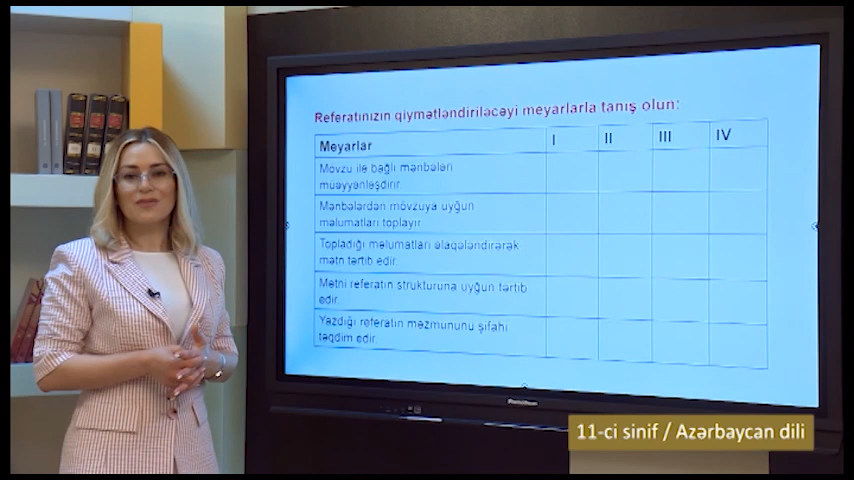 Referatınızın qiymətləndiriləcəyi meyarlarla tanış olun:
Meyarlar I II III IV
Mövzu ilə bağlı mənbələri
müəyyənləşdirir.
Mənbələrdən mövzuya uyğun
məlumatları toplayır.
Topladığı məlumatları əlaqələndirərək
mətn tərtib edir.
Mətni referatın strukturuna uyğun tərtib
edir.
Yazdığı referatın məzmununu şifahi
təqdim edir.
Promethean
11-ci sinif / Azərbaycan dili